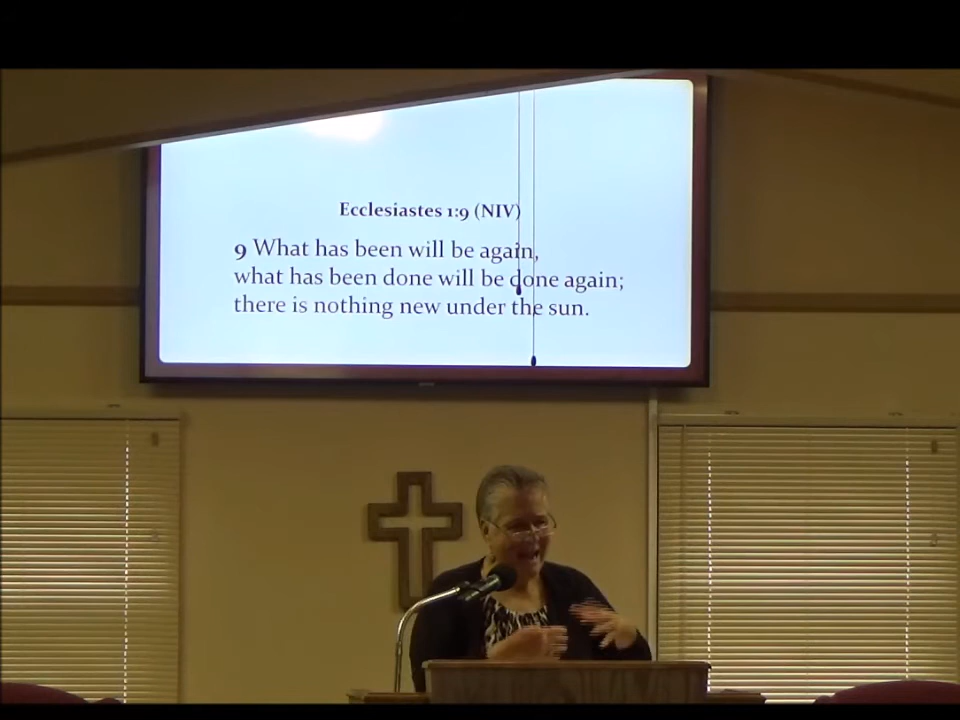 Ecclesiastes 1:9 (NIV)
9 What has been will be again,
what has been done will be done again;
there is nothing new under the sun.